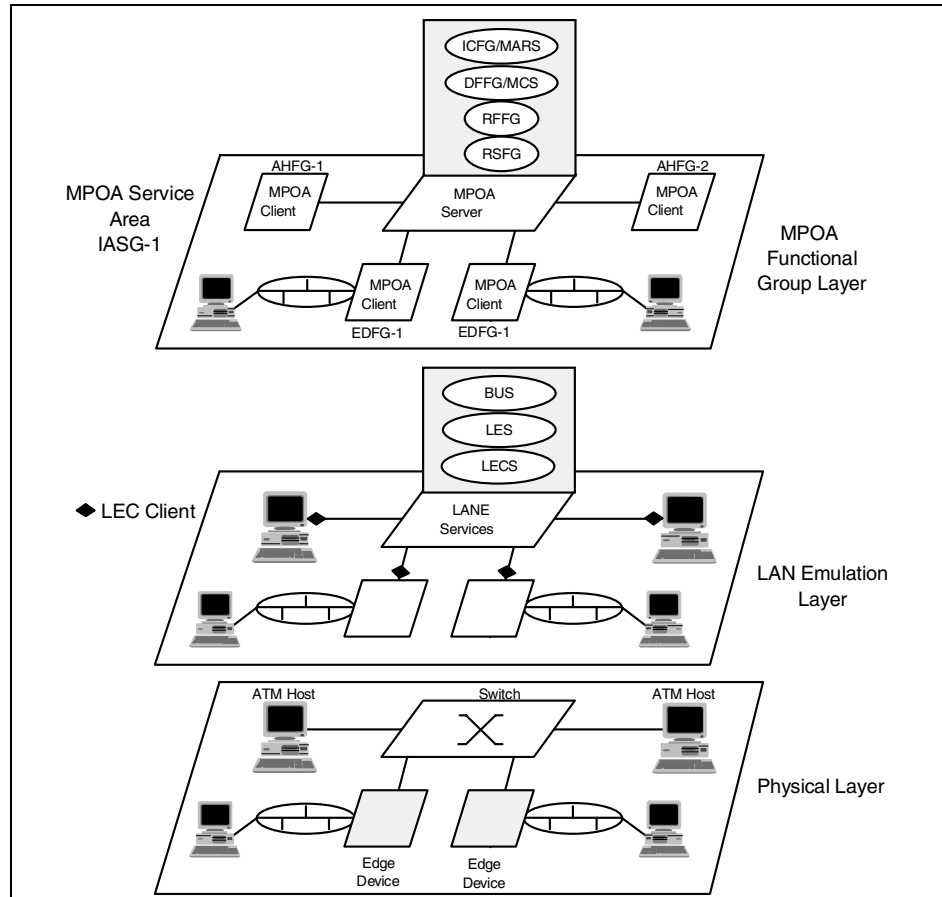 ICFG/MARS
DFFG/MCS
RFFG
RSFG
AHFG-1
AHFG-2
MPOA Service
Area
IASG-1
MPOA
Client
MPOA
Server
MPOA
Client
MPOA
Functional
Group Layer
MPOA
Client
MPOA
Client
EDFG-1
EDFG-1
BUS
LES
LECS
LEC Client
LANE
Services
LAN Emulation
Layer
ATM Host
Switch
ATM Host
Physical Layer
Edge
Device
Edge
Device